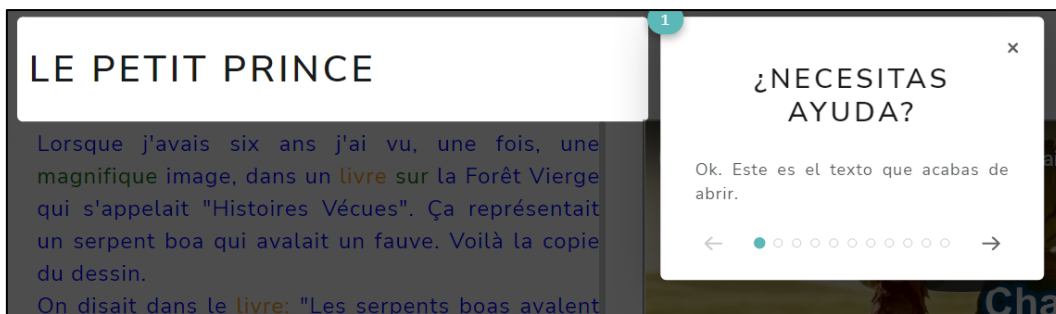 1
LE PETIT PRINCE
¿NECESITAS
AYUDA?
Ok. Este es el texto que acabas de
abrir.
Lorsque j'avais six ans j'ai vu, une fois, une
magnifique image, dans un livre sur la Forêt Vierge
qui s'appelait "Histoires Vécues". Ça représentait
un serpent boa qui avalait un fauve. Voilà la copie
du dessin.
On disait dans le livre: "Les serpents boas avalent
Cha